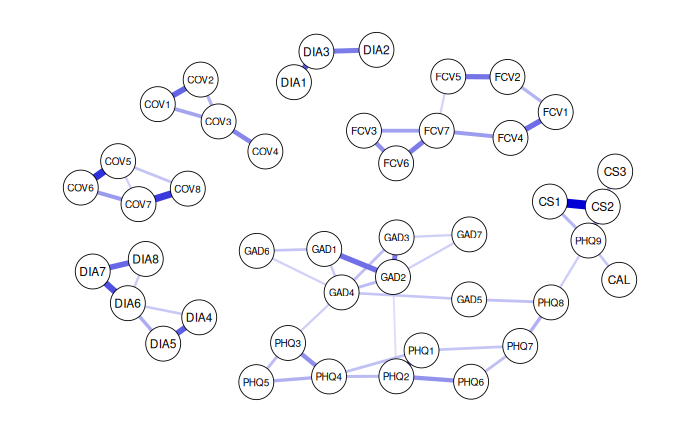 DIA3
DIA2
DIA1
COV2
COV1
COV3
COV4
FCV5
FCV2
FCV1
FCV3
FCV7
FCV4
FCV6
COV5
COV6
COV8
COV7
CS3
CS1
CS2
PHQ9
CAL
DIA8
DIA7
DIA6
DIA4
DIA5
GAD6
GAD1
GAD3
GAD7
GAD2
GAD4
GAD5
PHQ8
PHQ3
PHQ1
PHQ7
PHQ5
PHQ4
PHQ2
PHQ6